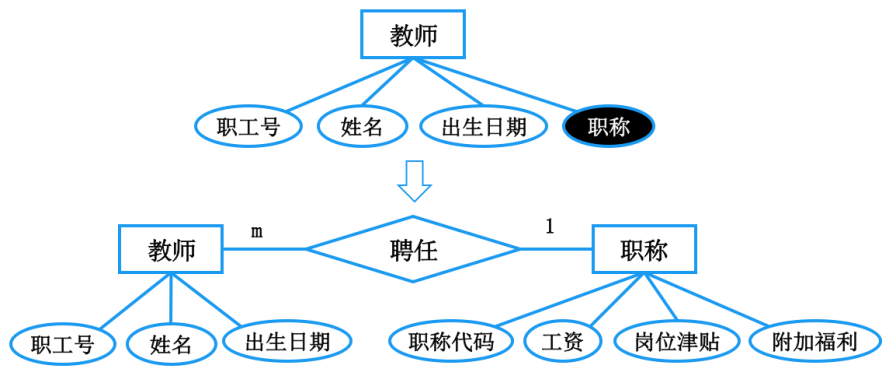 教师
职工号 姓名 出生日期 职称
教师 m 聘任 1 职称
职工号 姓名 出生日期 职称代码 工资 岗位津贴 附加福利